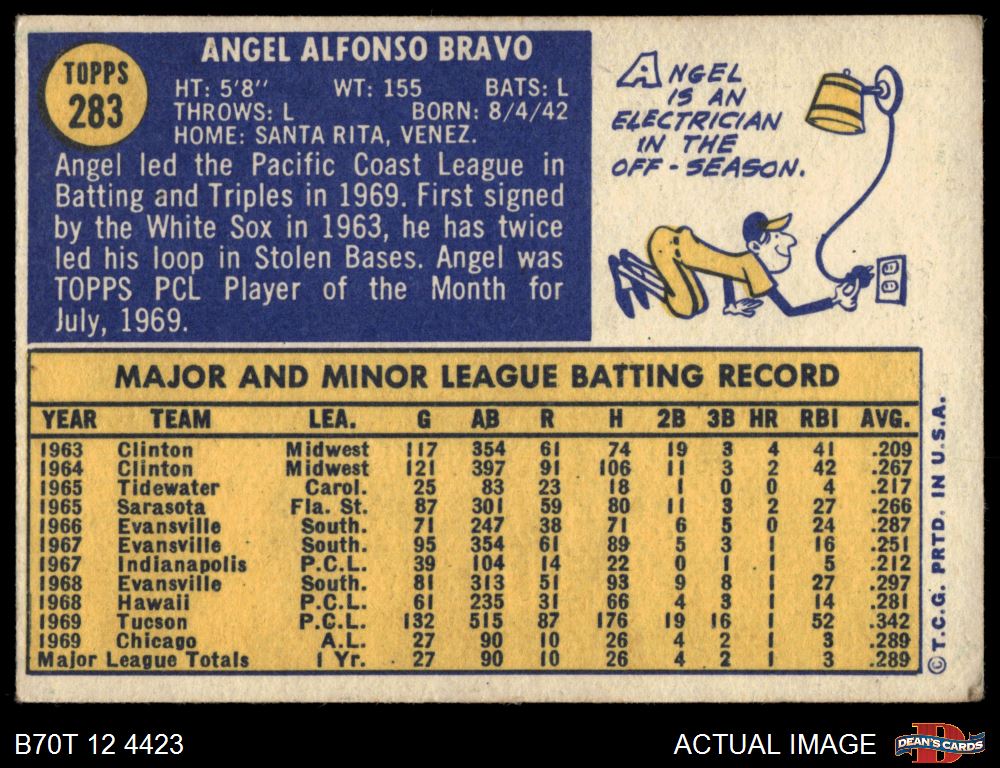 TOPPS
283
ANGEL ALFONSO BRAVO
HT: 5'8" WT: 155 BATS: L
THROWS: L BORN: 8/4/42
HOME: SANTA RITA, VENEZ.
Angel led the Pacific Coast League in
Batting and Triples in 1969. First signed
by the White Sox in 1963, he has twice
led his loop in Stolen Bases. Angel was
TOPPS PCL Player of the Month for
July, 1969.
ANGEL
IS AN
ELECTRICIAN
IN THE
OFF-SEASON.
MAJOR AND MINOR LEAGUE BATTING RECORD
YEAR TEAM LEA. G AB R H 2B 3B HR RBI AVG.
1963 Clinton Midwest 117 354 61 74 19 3 4 41 .209
1964 Clinton Midwest 121 397 91 106 11 3 2 42 .267
1965 Tidewater Carol. 25 83 23 18 1 0 0 4 .217
1965 Sarasota Fla. St. 87 301 59 80 11 3 2 27 .266
1966 Evansville South. 71 247 38 71 6 5 0 24 .287
1967 Evansville South. 95 354 61 89 5 3 1 16 .251
1967 Indianapolis P.C.L. 39 104 14 22 0 1 1 5 .212
1968 Evansville South. 81 313 51 93 9 8 1 27 .297
1968 Hawaii P.C.L. 61 235 31 66 4 3 1 14 .281
1969 Tucson P.C.L. 132 515 87 176 19 16 1 52 .342
1969 Chicago A.L. 27 90 10 26 4 2 1 3 .289
Major League Totals 1 Yr. 27 90 10 26 4 2 1 3 .289
© T.C.G. PRTD. IN U.S.A.
B70T 12 4423
ACTUAL IMAGE
DEAN'S CARDS